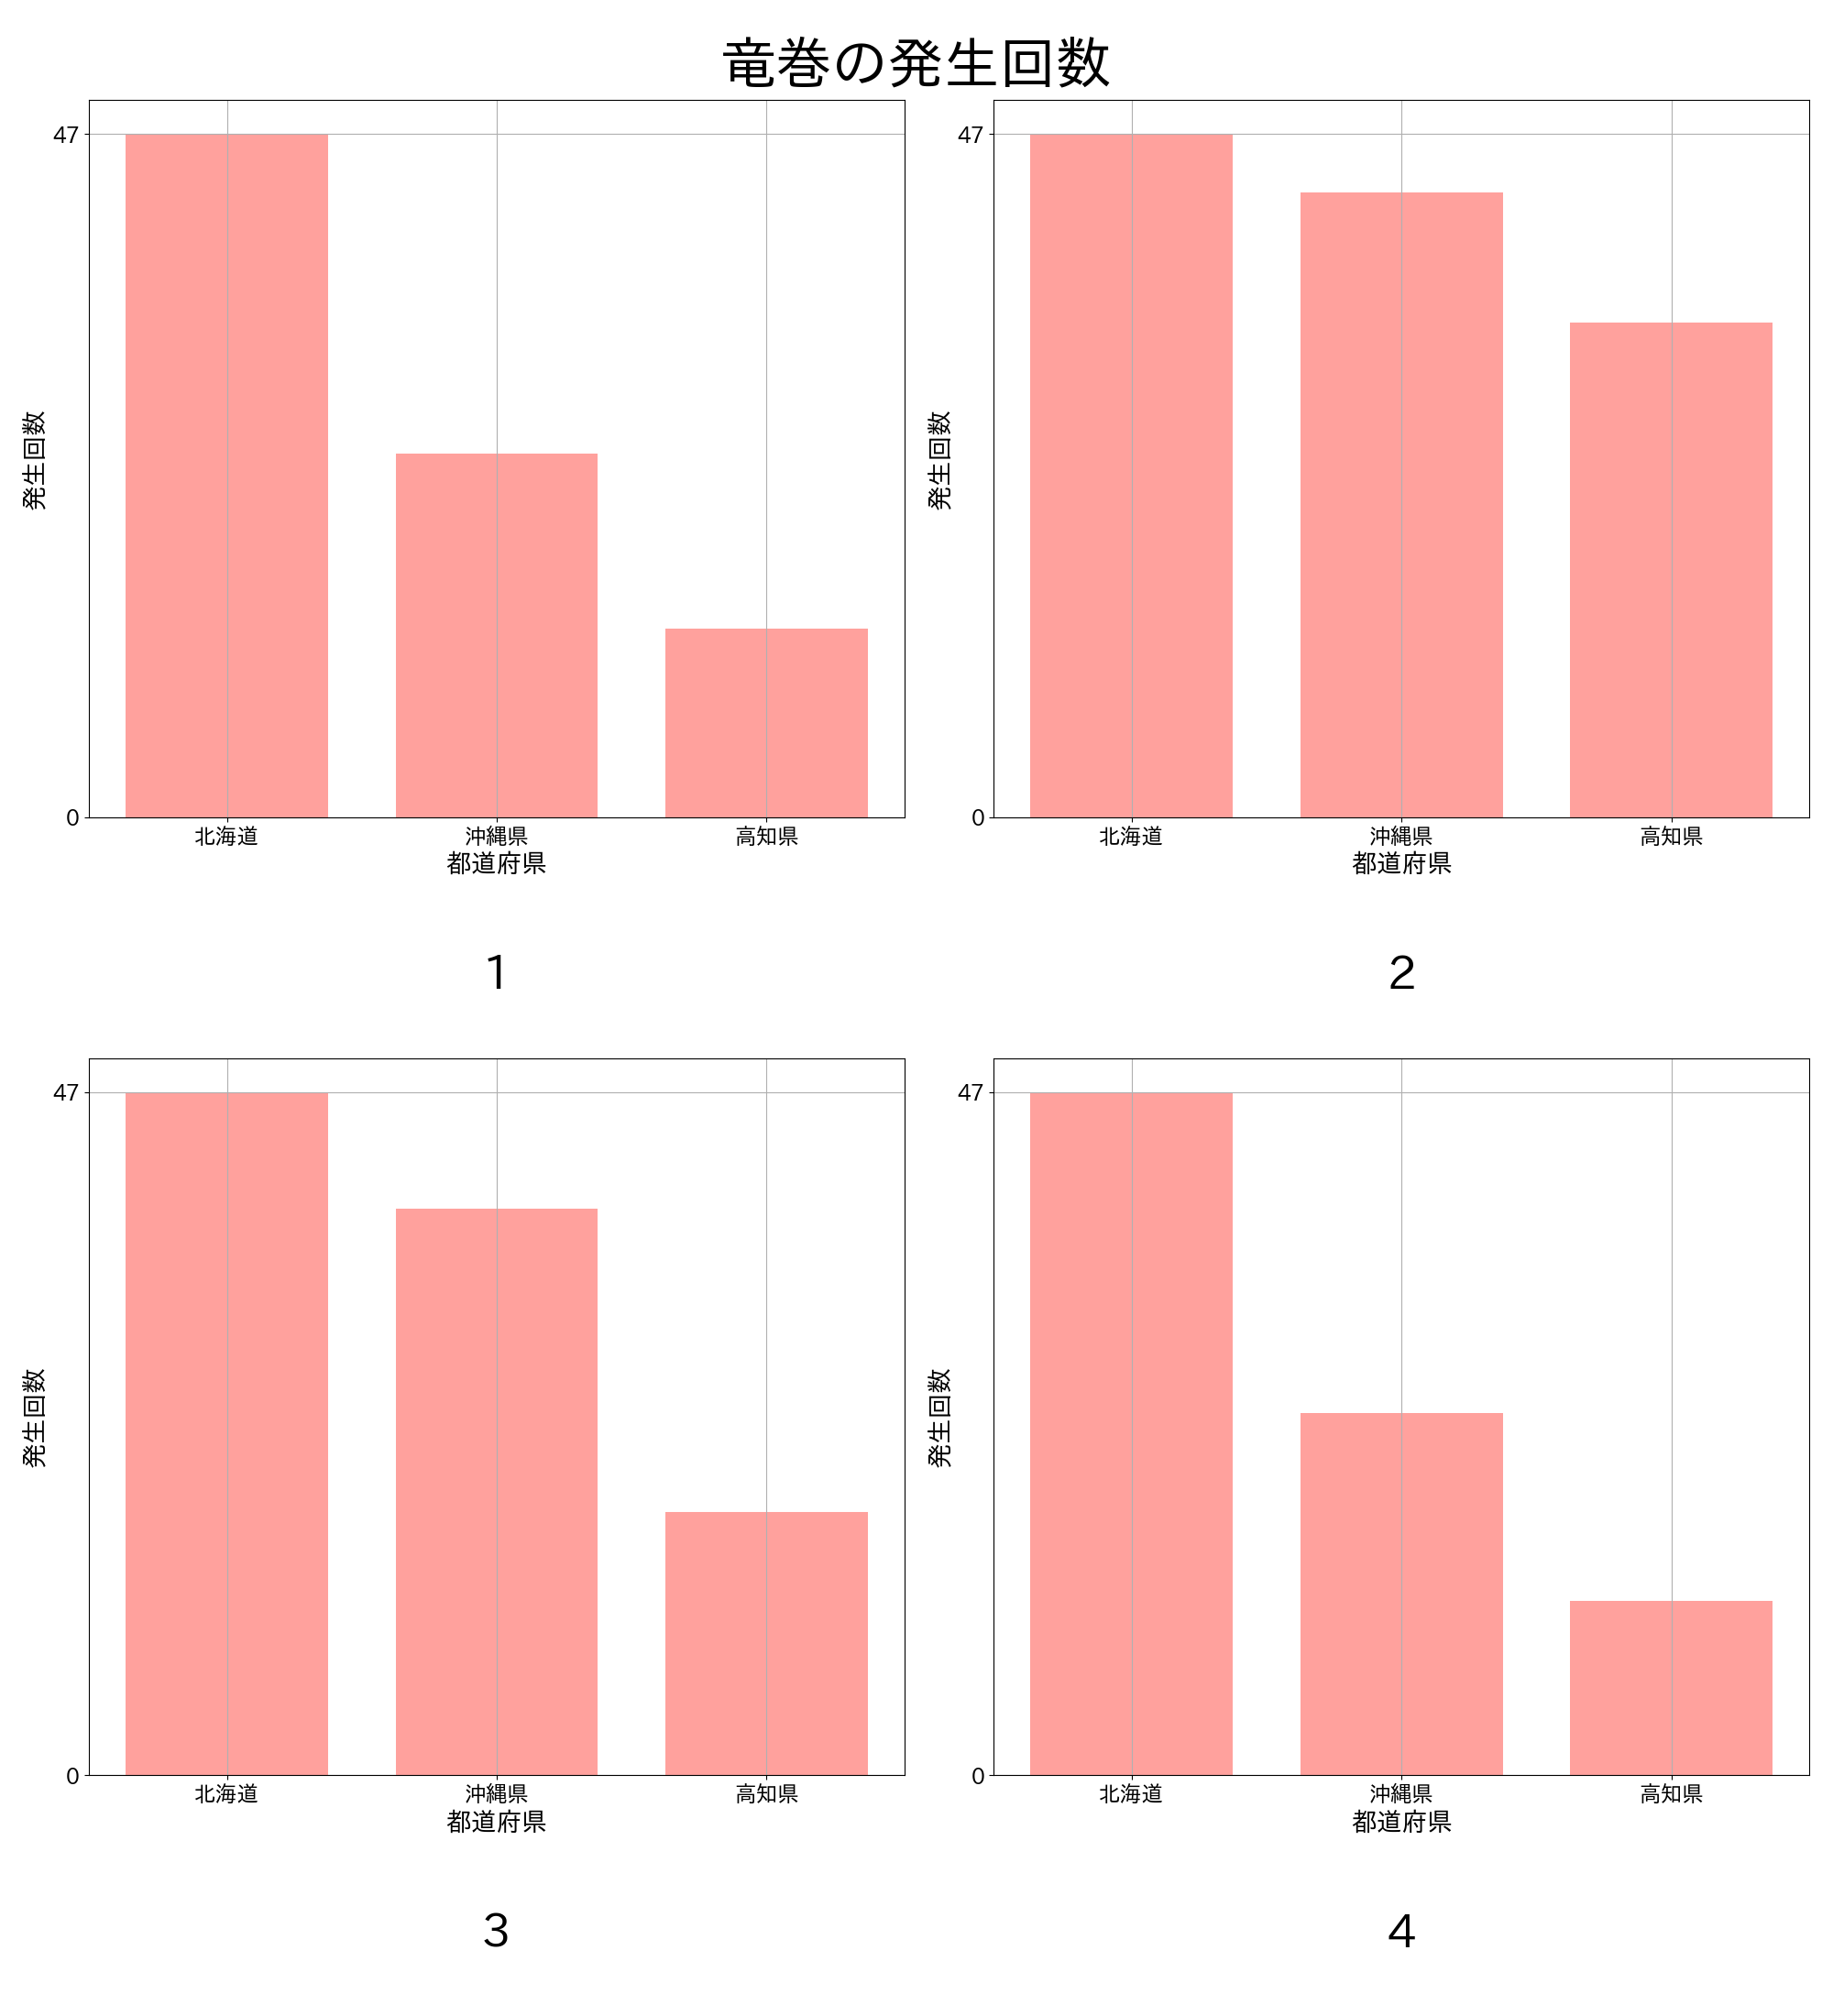 竜巻の発生回数
47
0
発生回数
北海道 沖縄県 高知県
都道府県
1
47
0
発生回数
北海道 沖縄県 高知県
都道府県
2
47
0
発生回数
北海道 沖縄県 高知県
都道府県
3
47
0
発生回数
北海道 沖縄県 高知県
都道府県
4